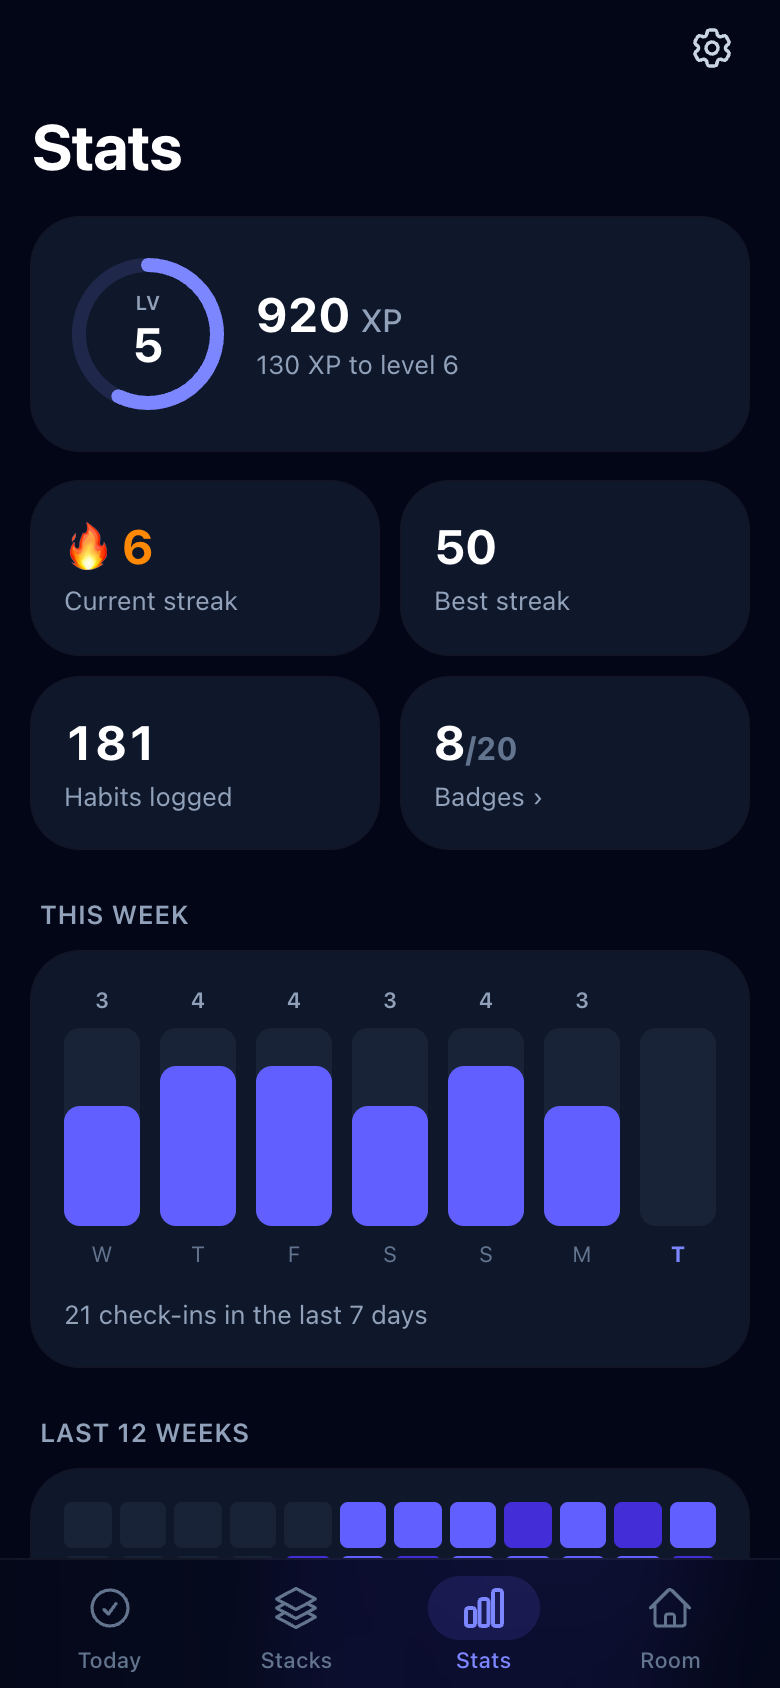 Stats
LV
5
920 XP
130 XP to level 6
🔥 6
Current streak
50
Best streak
181
Habits logged
8/20
Badges ›
THIS WEEK
3 4 4 3 4 3
W T F S S M T
21 check-ins in the last 7 days
LAST 12 WEEKS
Today Stacks Stats Room